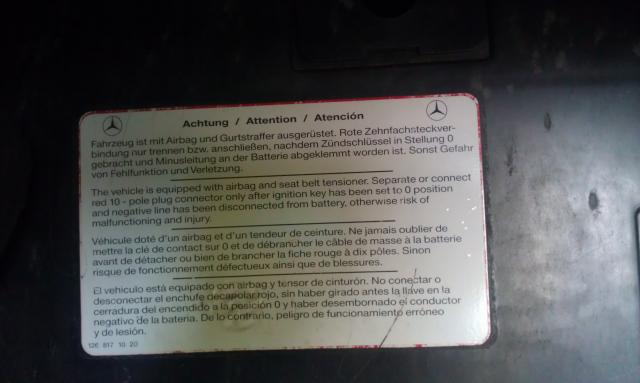 Achtung / Attention / Atención
Fahrzeug ist mit Airbag und Gurtstraffer ausgerüstet. Rote Zehnfachsteckver-
bindung nur trennen bzw. anschließen, nachdem Zündschlüssel in Stellung 0
gebracht und Minusleitung an der Batterie abgeklemmt worden ist. Sonst Gefahr
von Fehlfunktion und Verletzung.
The vehicle is equipped with airbag and seat belt tensioner. Separate or connect
red 10 - pole plug connector only after ignition key has been set to 0 position
and negative line has been disconnected from battery, otherwise risk of
malfunctioning and injury.
Véhicule doté d'un airbag et d'un tendeur de ceinture. Ne jamais oublier de
mettre la clé de contact sur 0 et de débrancher le câble de masse à la batterie
avant de détacher ou bien de brancher la fiche rouge à dix pôles. Sinon
risque de fonctionnement défectueux ainsi que de blessures.
El vehiculo está equipado con airbag y tensor de cinturón. No conectar o
desconectar el enchufe decapolar rojo, sin haber girado antes la llave en la
cerradura del encendido a la posición 0 y haber desembornado el conductor
negativo de la bateria. De lo contrario, peligro de funcionamiento erróneo
y de lesión.
126 817 10 20